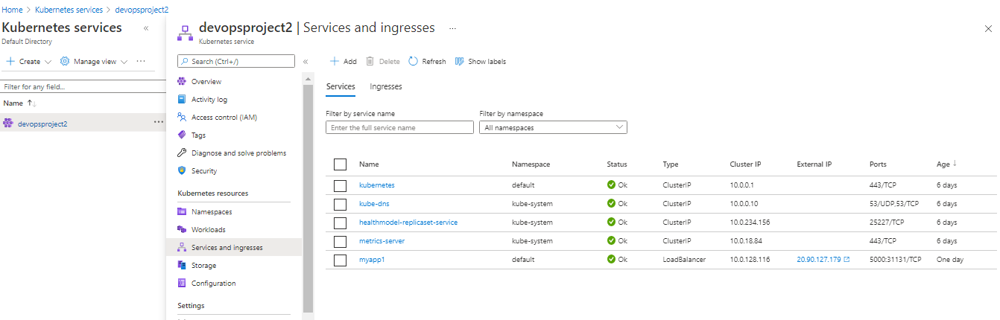 Home > Kubernetes services > devopsproject2
Kubernetes services «
Default Directory
+ Create Manage view ...
Filter for any field...
Name ↑↓
devopsproject2 ...
devopsproject2 | Services and ingresses ...
Kubernetes service
Search (Ctrl+/) «
Overview
Activity log
Access control (IAM)
Tags
Diagnose and solve problems
Security
Kubernetes resources
Namespaces
Workloads
Services and ingresses
Storage
Configuration
Settings
+ Add Delete Refresh Show labels
Services Ingresses
Filter by service name Filter by namespace
Enter the full service name All namespaces
Name Namespace Status Type Cluster IP External IP Ports Age ↓
kubernetes default Ok ClusterIP 10.0.0.1 443/TCP 6 days
kube-dns kube-system Ok ClusterIP 10.0.0.10 53/UDP,53/TCP 6 days
healthmodel-replicaset-service kube-system Ok ClusterIP 10.0.234.156 25227/TCP 6 days
metrics-server kube-system Ok ClusterIP 10.0.18.84 443/TCP 6 days
myapp1 default Ok LoadBalancer 10.0.128.116 20.90.127.179 5000:31131/TCP One day